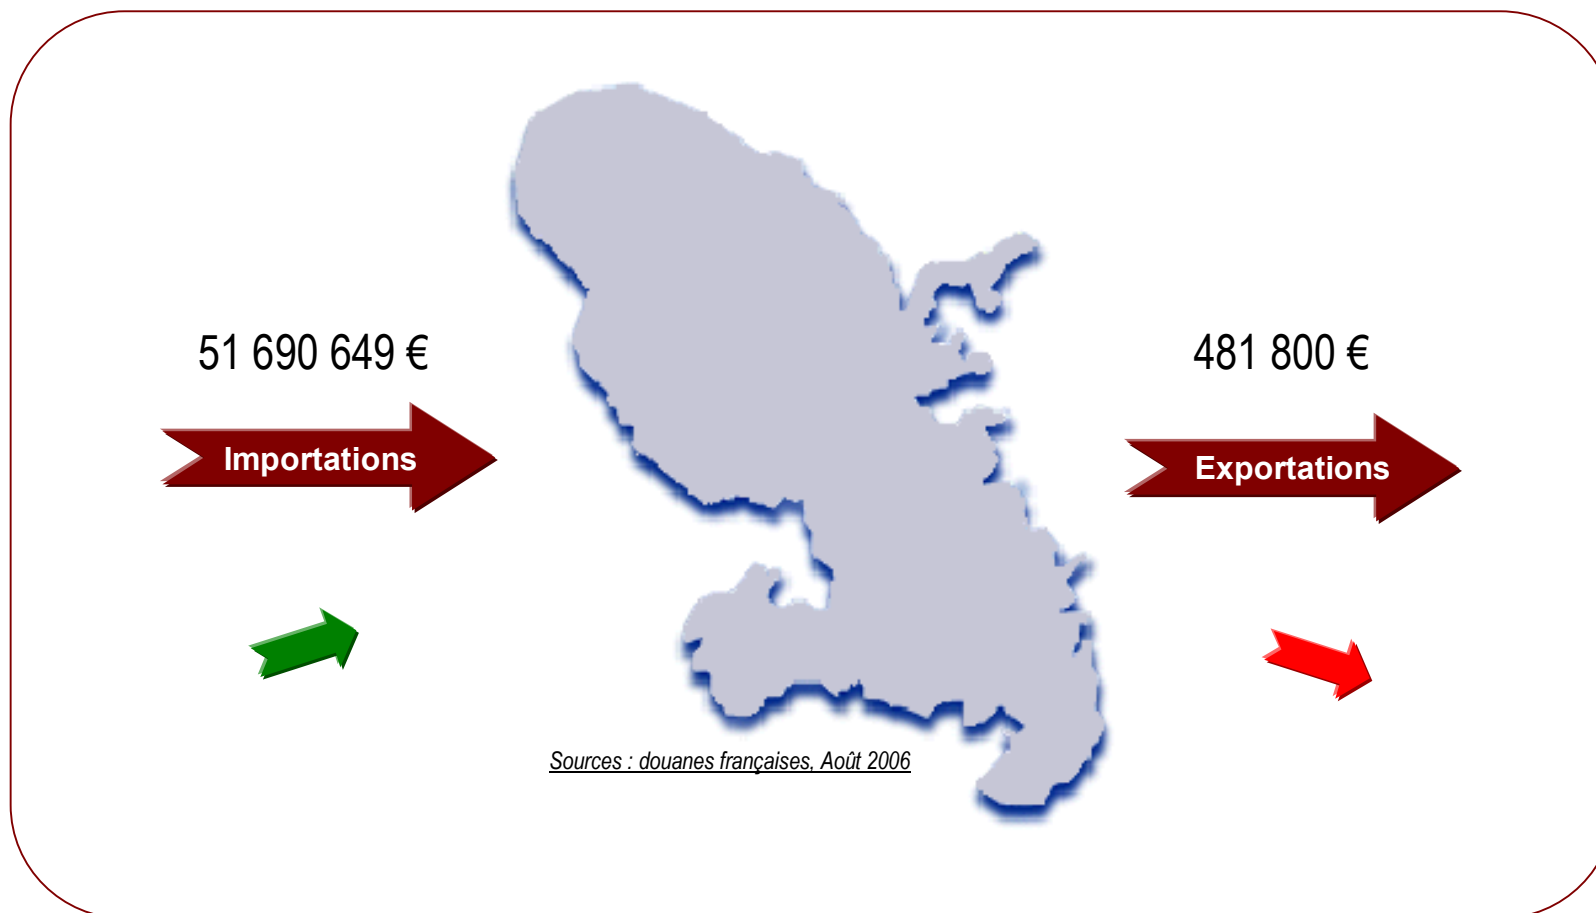 51 690 649 €
481 800 €
Importations
Exportations
Sources : douanes françaises, Août 2006